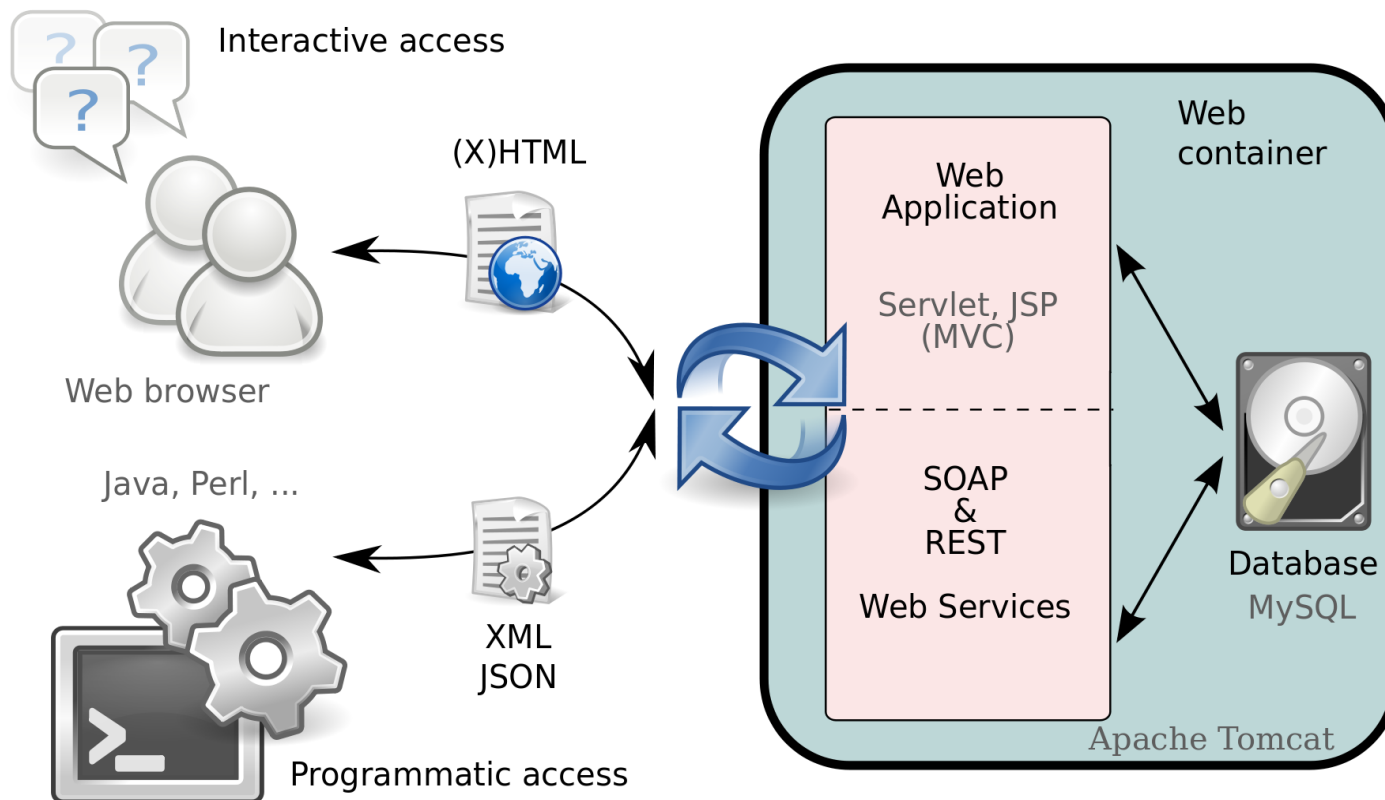 ? ? ?
Interactive access
(X)HTML
Web browser
Java, Perl, ...
XML
JSON
>_
Programmatic access
Web
container
Web
Application
Servlet, JSP
(MVC)
SOAP
&
REST
Web Services
Database
MySQL
Apache Tomcat